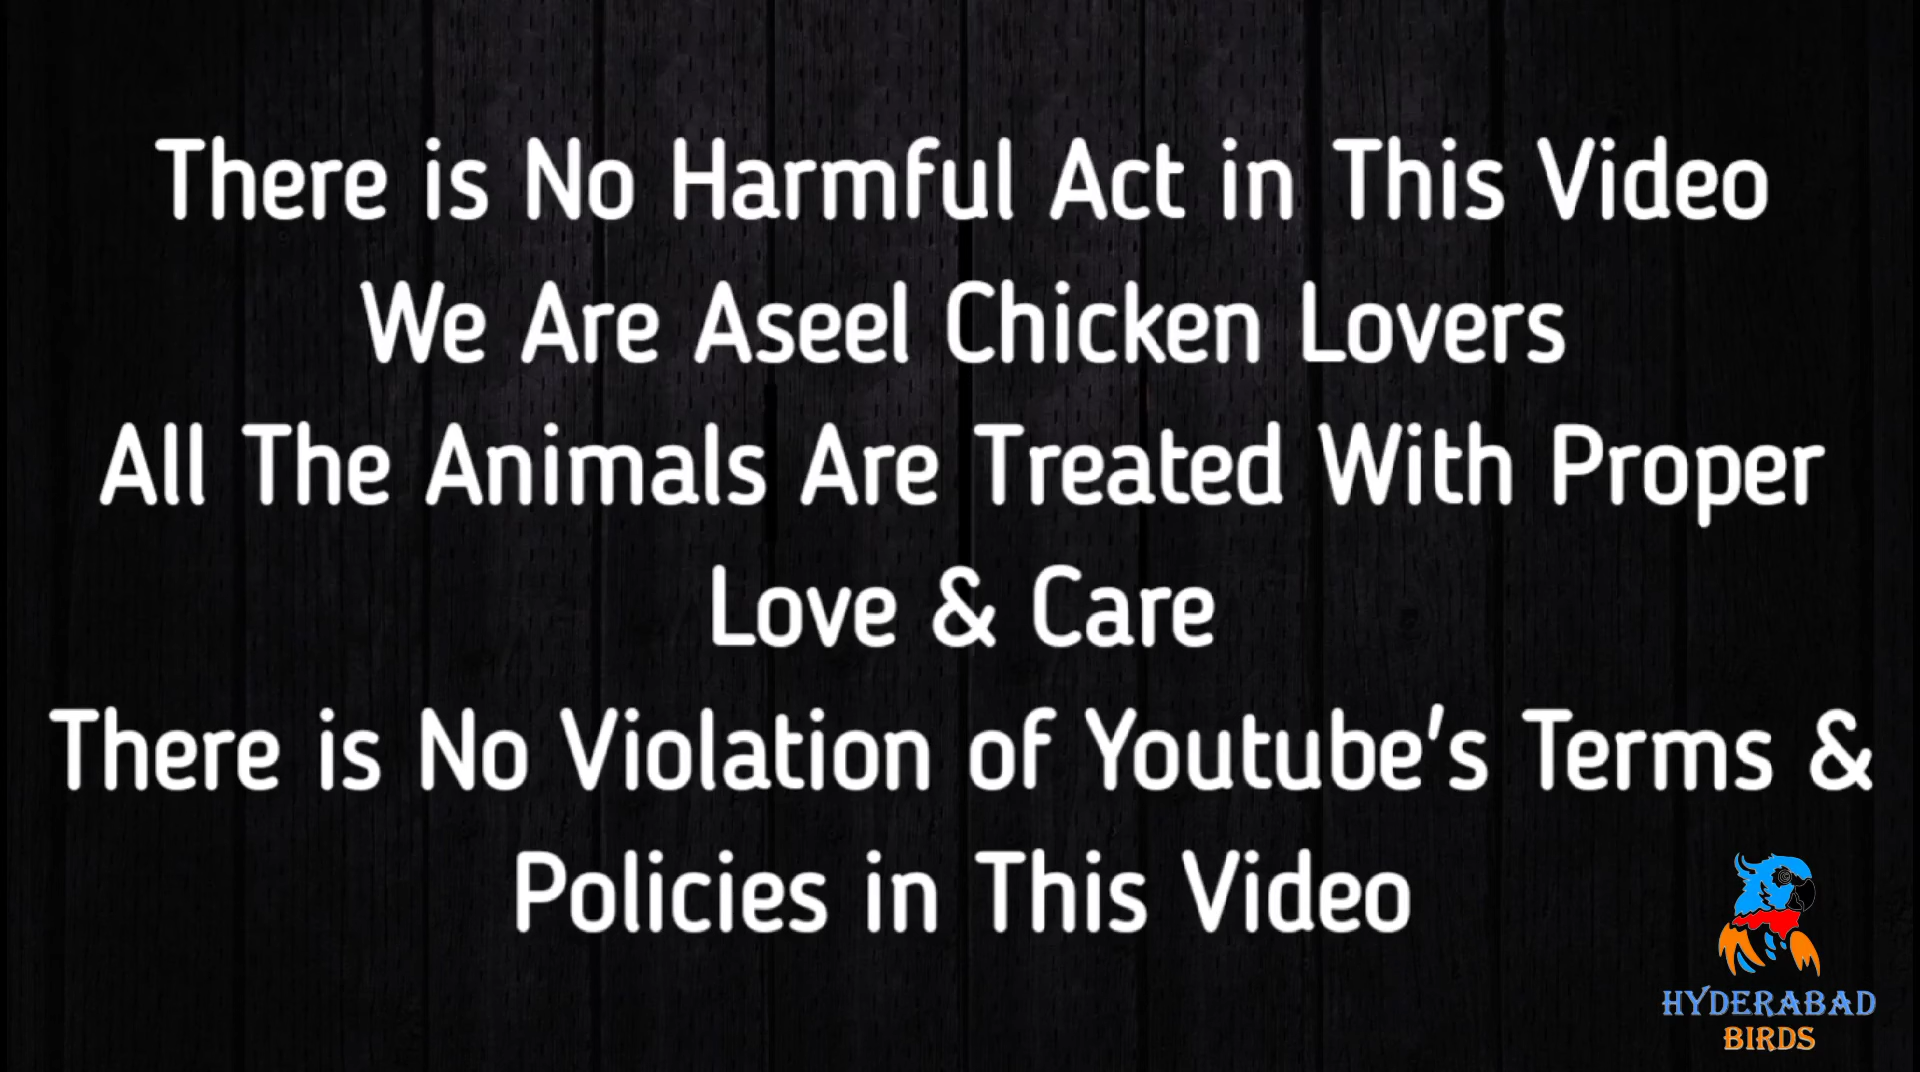 There is No Harmful Act in This Video
We Are Aseel Chicken Lovers
All The Animals Are Treated With Proper
Love & Care
There is No Violation of Youtube's Terms &
Policies in This Video
HYDERABAD
BIRDS